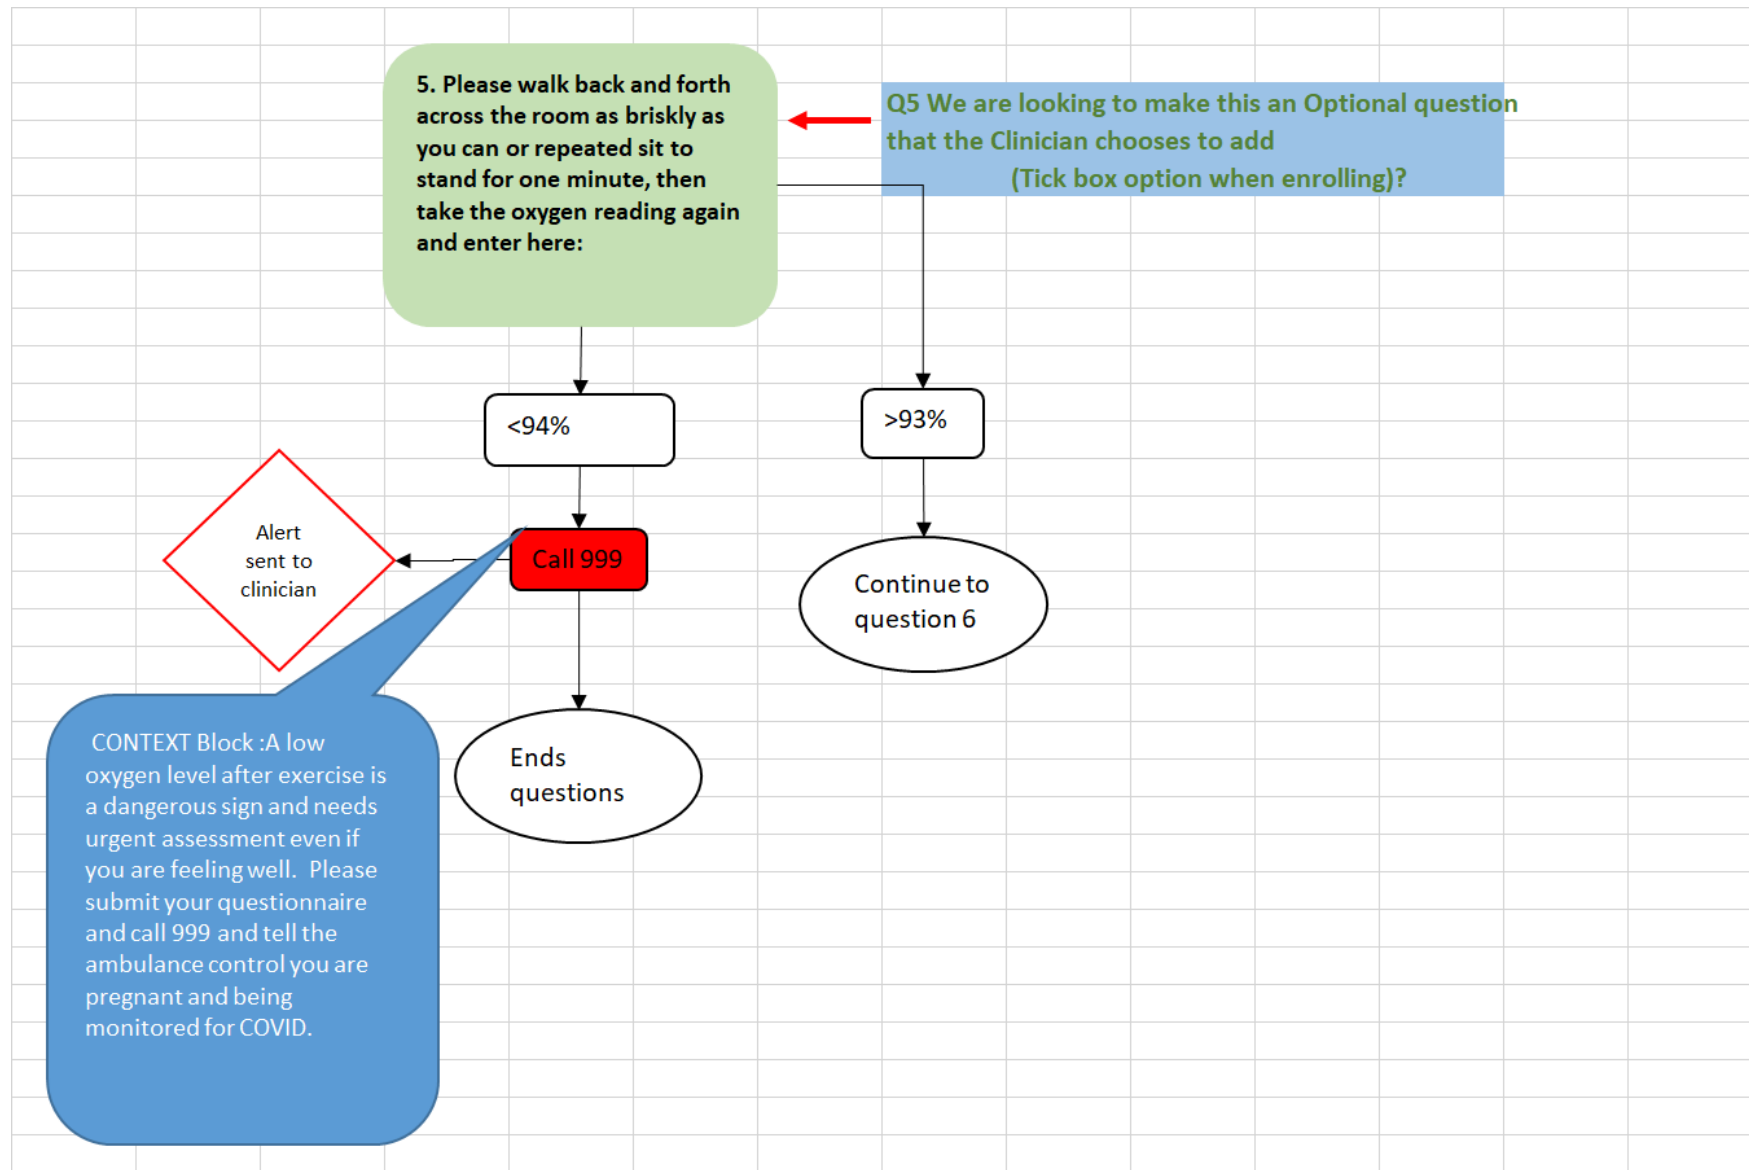 5. Please walk back and forth
across the room as briskly as
you can or repeated sit to
stand for one minute, then
take the oxygen reading again
and enter here:
Q5 We are looking to make this an Optional question
that the Clinician chooses to add
(Tick box option when enrolling)?
<94%
>93%
Alert
sent to
clinician
Call 999
Continue to
question 6
Ends
questions
CONTEXT Block :A low
oxygen level after exercise is
a dangerous sign and needs
urgent assessment even if
you are feeling well. Please
submit your questionnaire
and call 999 and tell the
ambulance control you are
pregnant and being
monitored for COVID.